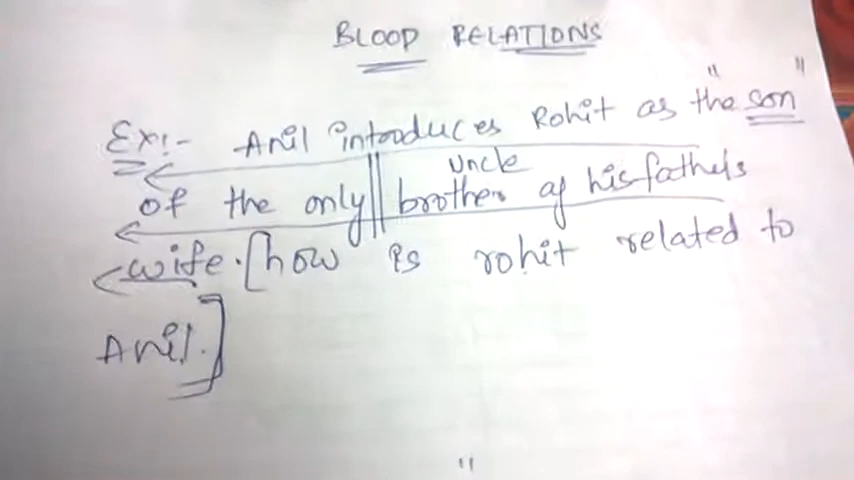 BLOOD RELATIONS
Ex:- Anil introduces Rohit as the "son"
uncle
of the only || brother of his father's
wife. [how is rohit related to
Anil.]